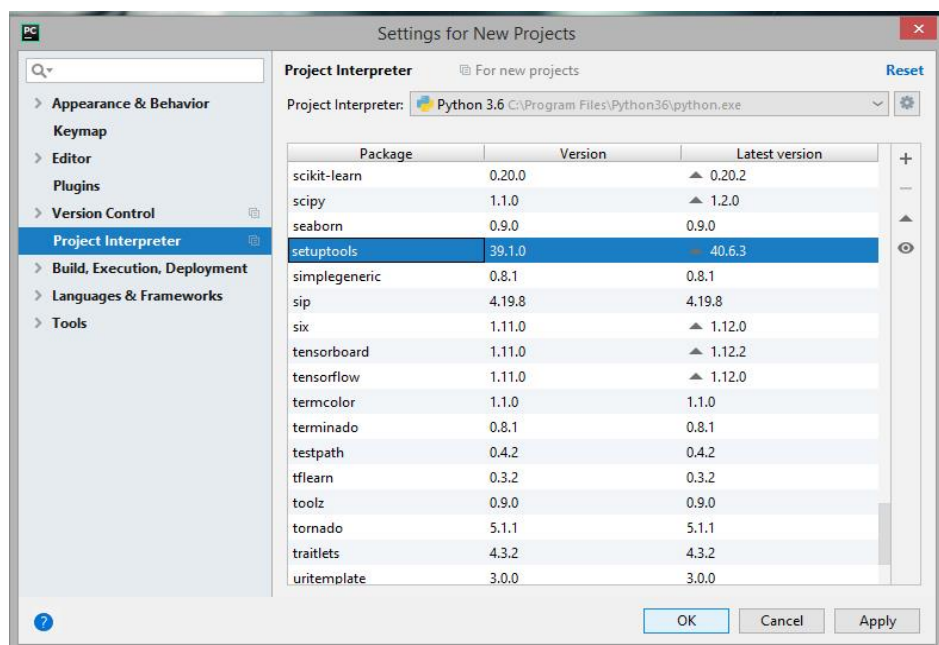 PC
Settings for New Projects
Project Interpreter For new projects Reset
Appearance & Behavior
Keymap
Editor
Plugins
Version Control
Project Interpreter
Build, Execution, Deployment
Languages & Frameworks
Tools
Project Interpreter: Python 3.6 C:\Program Files\Python36\python.exe
Package Version Latest version
scikit-learn 0.20.0 0.20.2
scipy 1.1.0 1.2.0
seaborn 0.9.0 0.9.0
setuptools 39.1.0 40.6.3
simplegeneric 0.8.1 0.8.1
sip 4.19.8 4.19.8
six 1.11.0 1.12.0
tensorboard 1.11.0 1.12.2
tensorflow 1.11.0 1.12.0
termcolor 1.1.0 1.1.0
terminado 0.8.1 0.8.1
testpath 0.4.2 0.4.2
tflearn 0.3.2 0.3.2
toolz 0.9.0 0.9.0
tornado 5.1.1 5.1.1
traitlets 4.3.2 4.3.2
uritemplate 3.0.0 3.0.0
? OK Cancel Apply